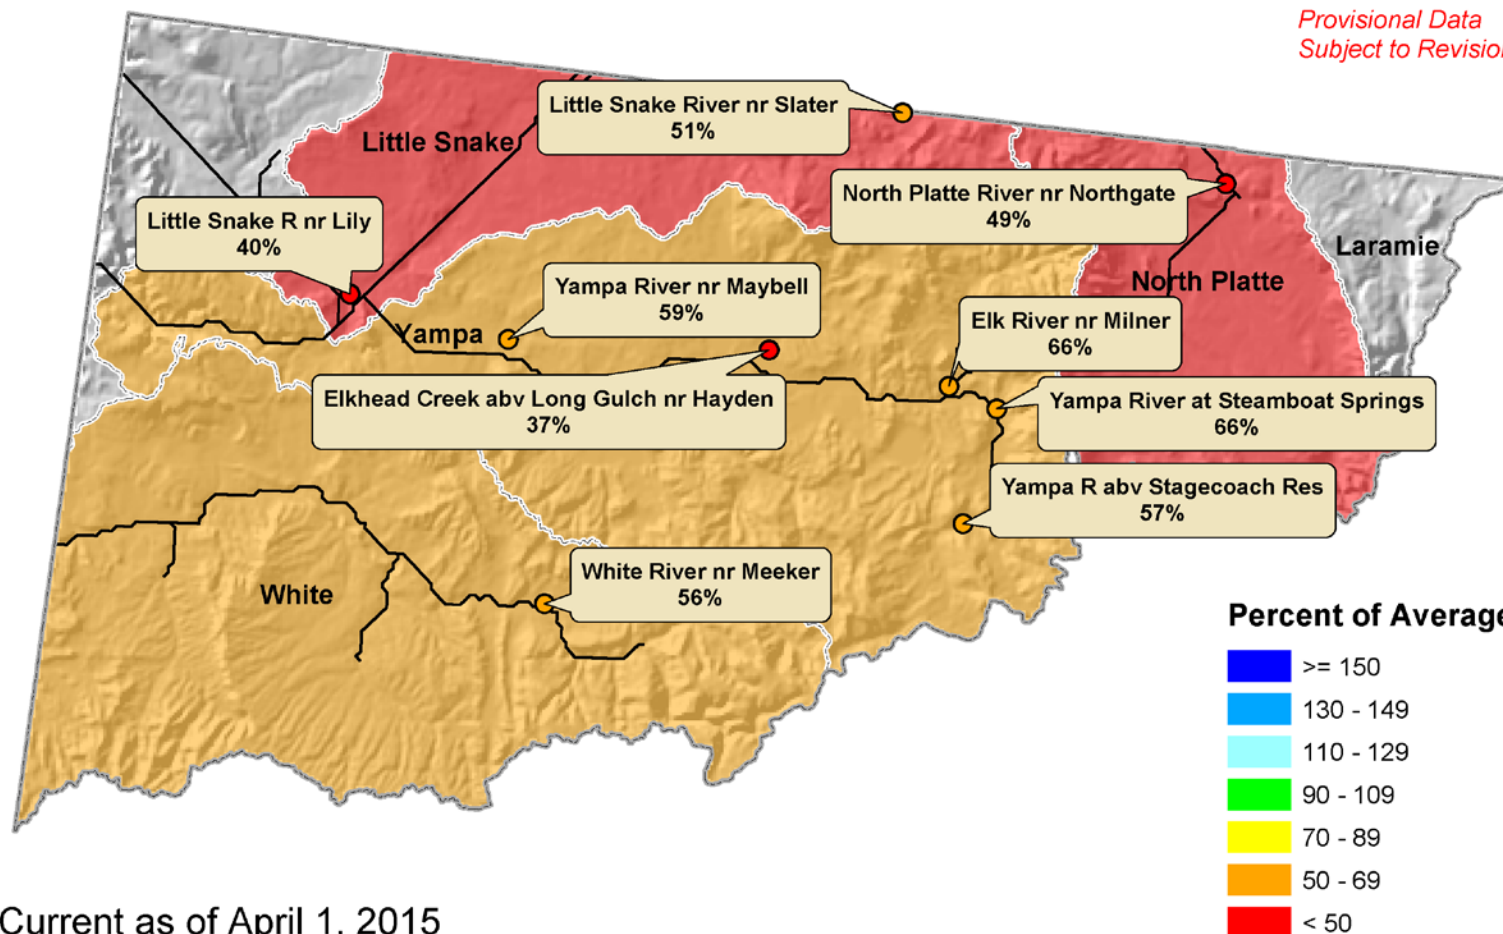 Provisional Data
Subject to Revision
Little Snake River nr Slater
51%
Little Snake
North Platte River nr Northgate
49%
Little Snake R nr Lily
40%
Laramie
North Platte
Yampa River nr Maybell
59%
Elk River nr Milner
66%
Yampa
Elkhead Creek abv Long Gulch nr Hayden
37%
Yampa River at Steamboat Springs
66%
Yampa R abv Stagecoach Res
57%
White River nr Meeker
56%
White
Percent of Average
>= 150
130 - 149
110 - 129
90 - 109
70 - 89
50 - 69
< 50
Current as of April 1, 2015